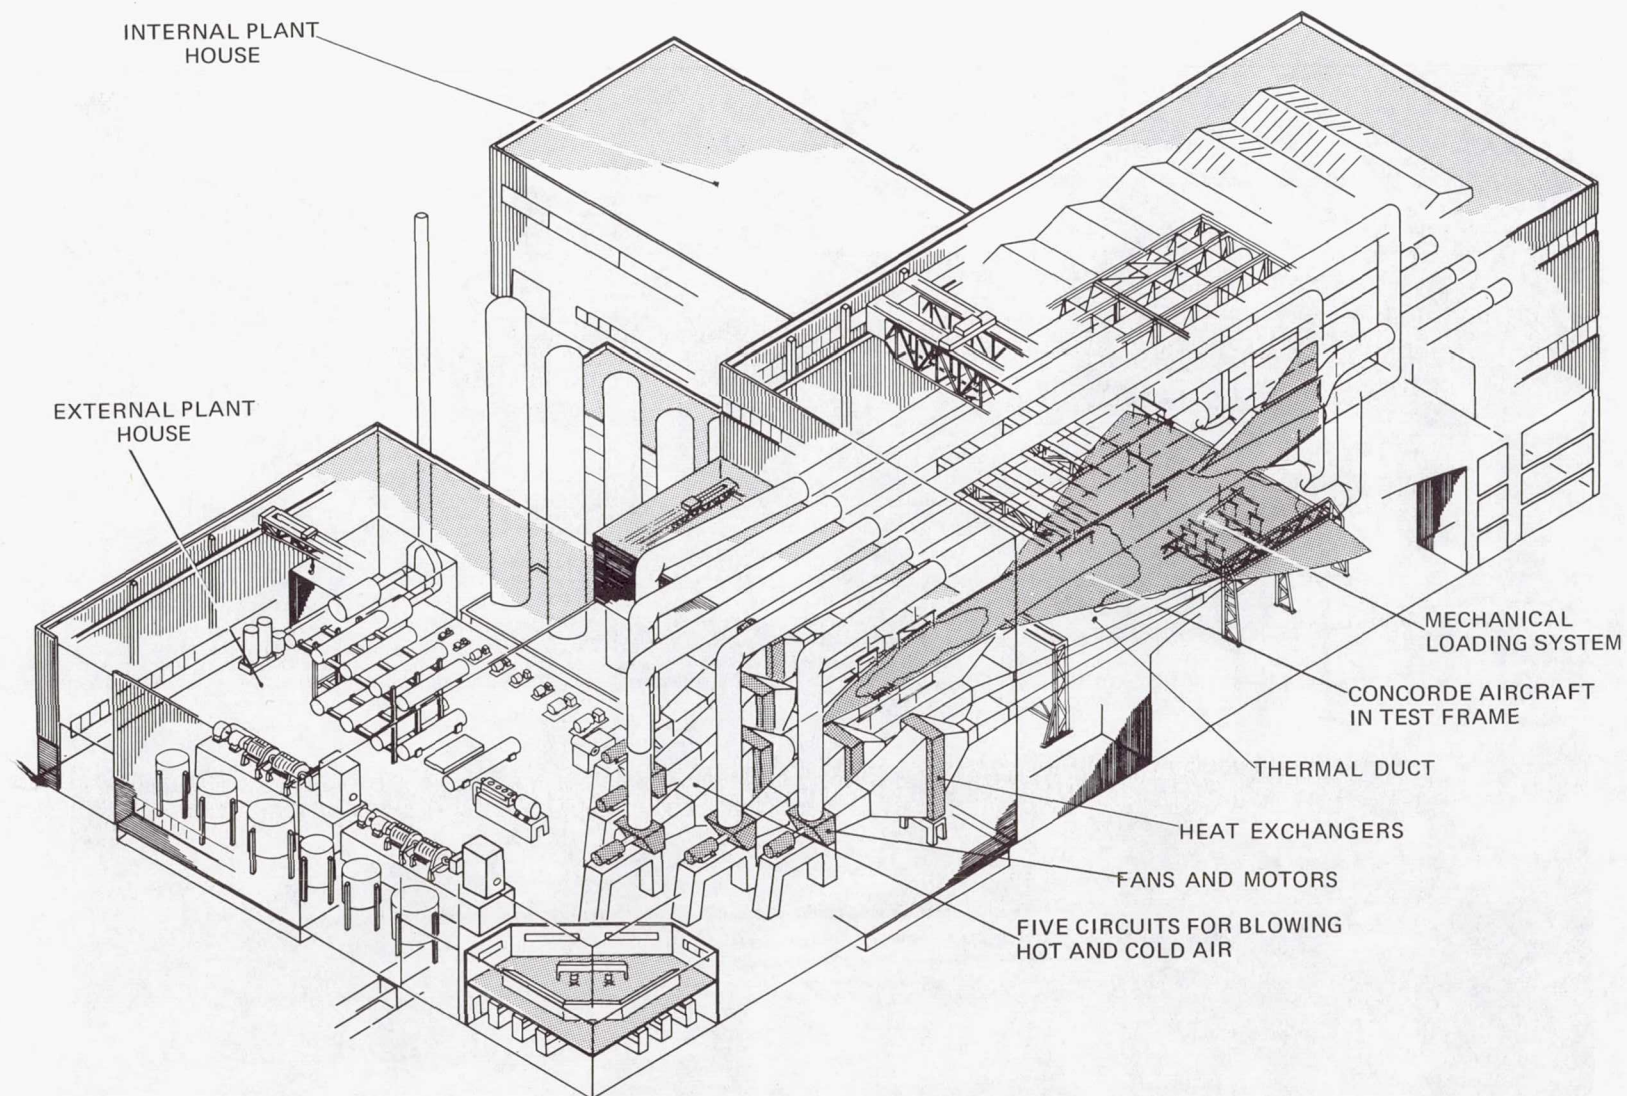 INTERNAL PLANT
HOUSE
EXTERNAL PLANT
HOUSE
MECHANICAL
LOADING SYSTEM
CONCORDE AIRCRAFT
IN TEST FRAME
THERMAL DUCT
HEAT EXCHANGERS
FANS AND MOTORS
FIVE CIRCUITS FOR BLOWING
HOT AND COLD AIR